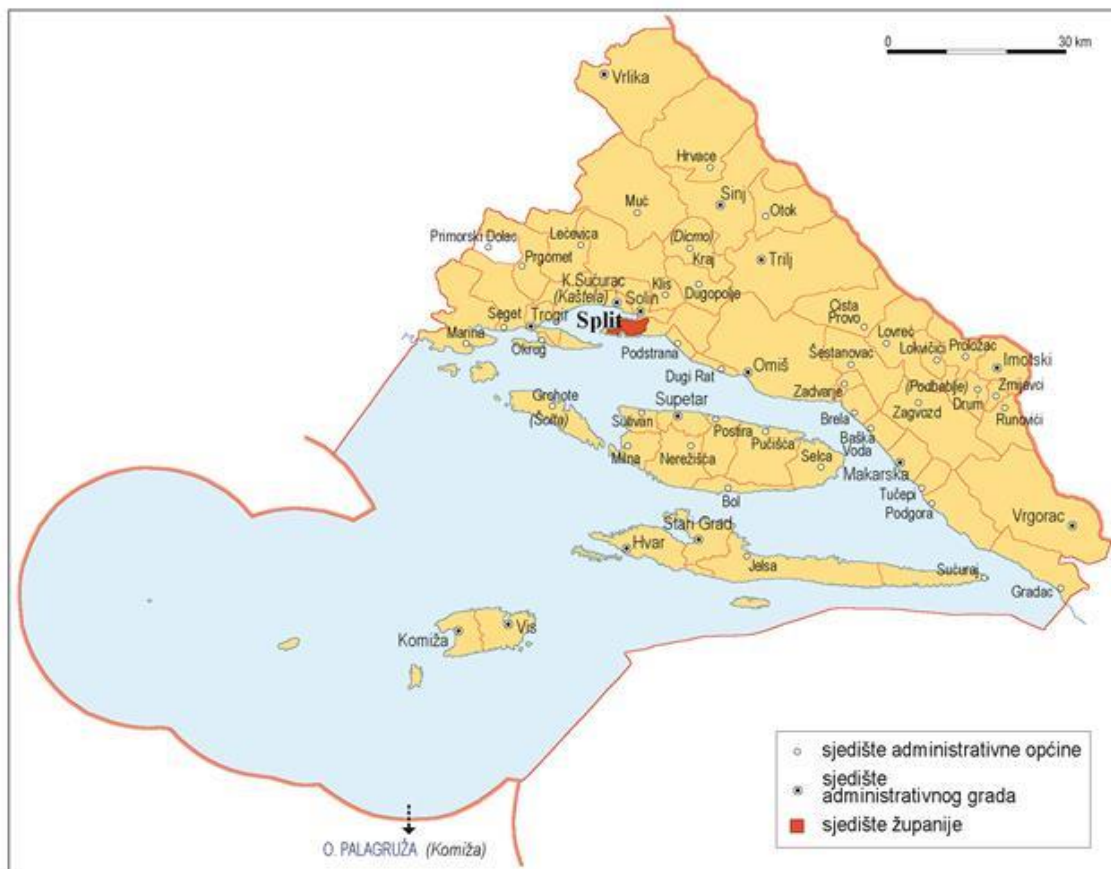 0 30 km
Vrlika
Hrvace
Sinj
Muč
Otok
Primorski Dolac
Lećevica
(Dicmo)
Kraj
Prgomet
Trilj
K.Sućurac
(Kaštela)
Klis
Solin
Dugopolje
Seget
Trogir
Split
Marina
Okrog
Podstrana
Čista
Provo
Lovreć
Lokvičići
Proložac
Imotski
Šestanovac
Dugi Rat
Omiš
Zadvarje
(Podbablje)
Drum
Zmijavci
Runovići
Zagvozd
Grohote
(Šolta)
Supetar
Sutivan
Postira
Pučišća
Brela
Baška
Voda
Milna
Nerežišća
Selca
Makarska
Bol
Tučepi
Podgora
Stari Grad
Hvar
Vrgorac
Jelsa
Sućuraj
Gradac
Komiža
Vis
sjedište administrativne općine
sjedište
administrativnog grada
sjedište županije
O. PALAGRUŽA (Komiža)